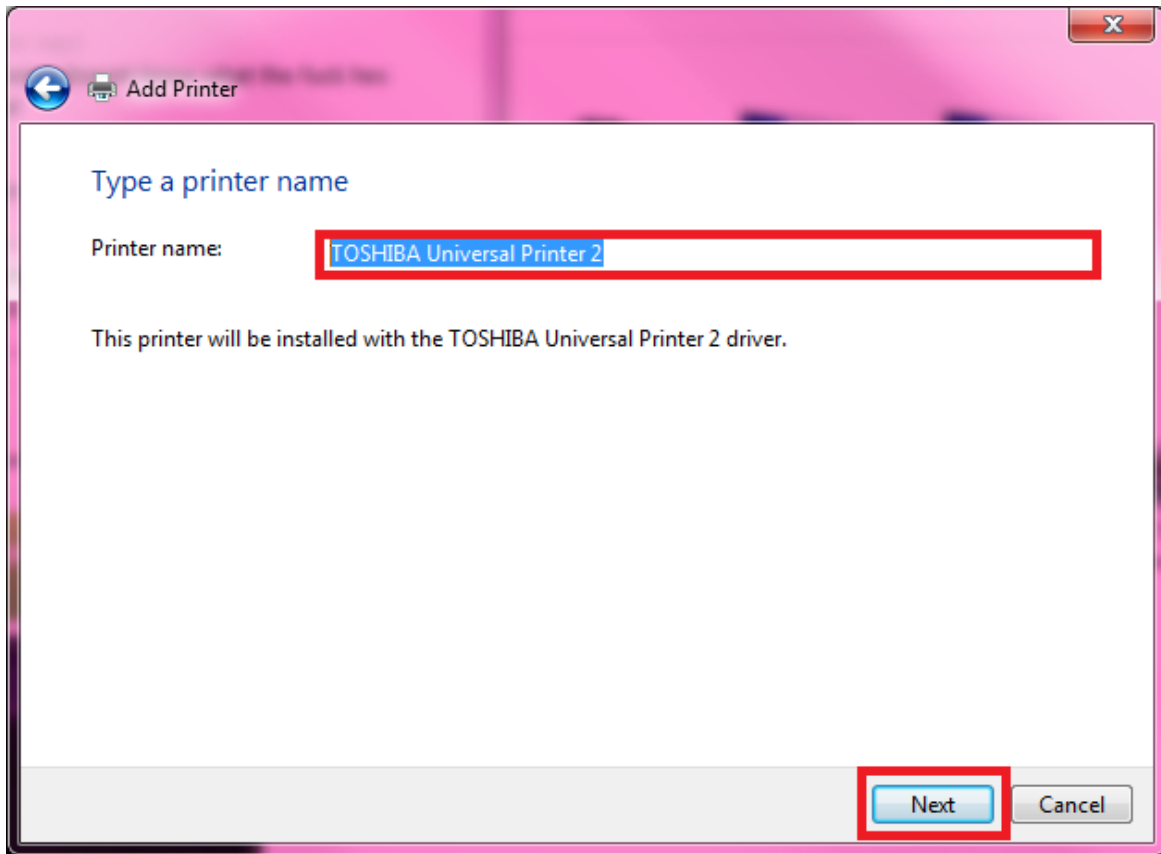 Add Printer
Type a printer name
Printer name:
TOSHIBA Universal Printer 2
This printer will be installed with the TOSHIBA Universal Printer 2 driver.
Next
Cancel